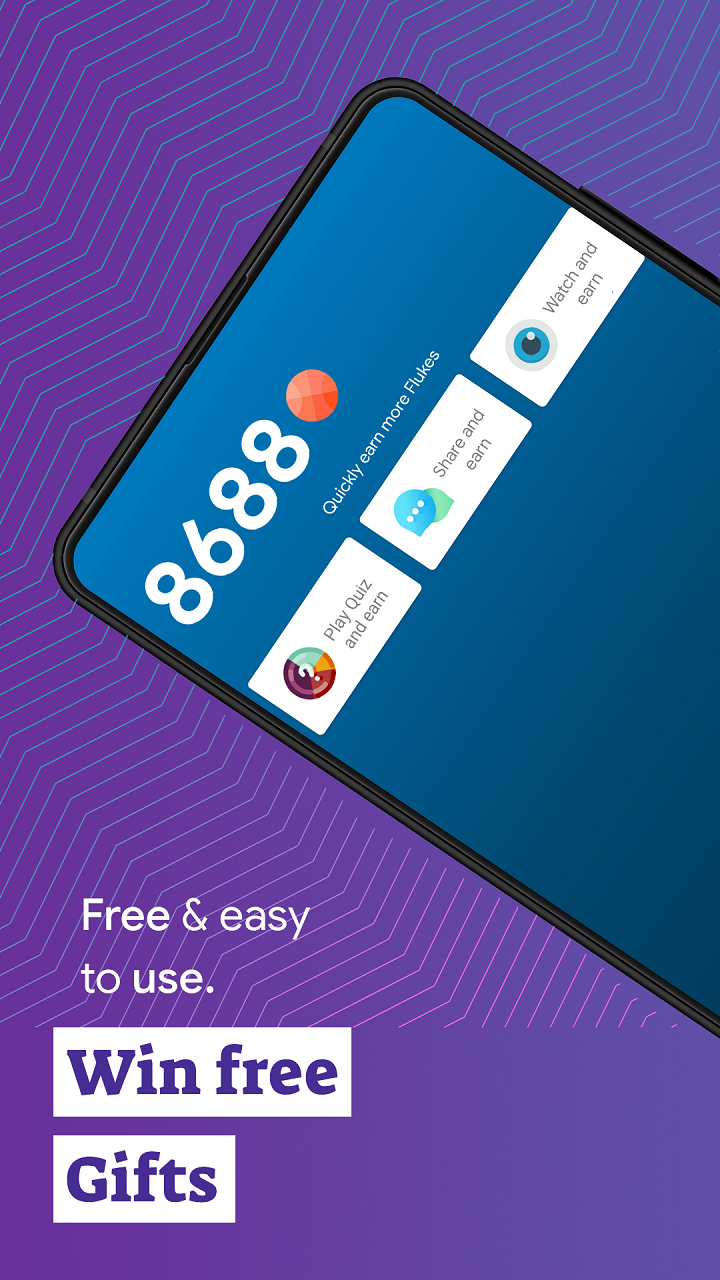 8688
Quickly earn more Flukes
Play Quiz
and earn
Share and
earn
Watch and
earn
Free & easy
to use.
Win free
Gifts